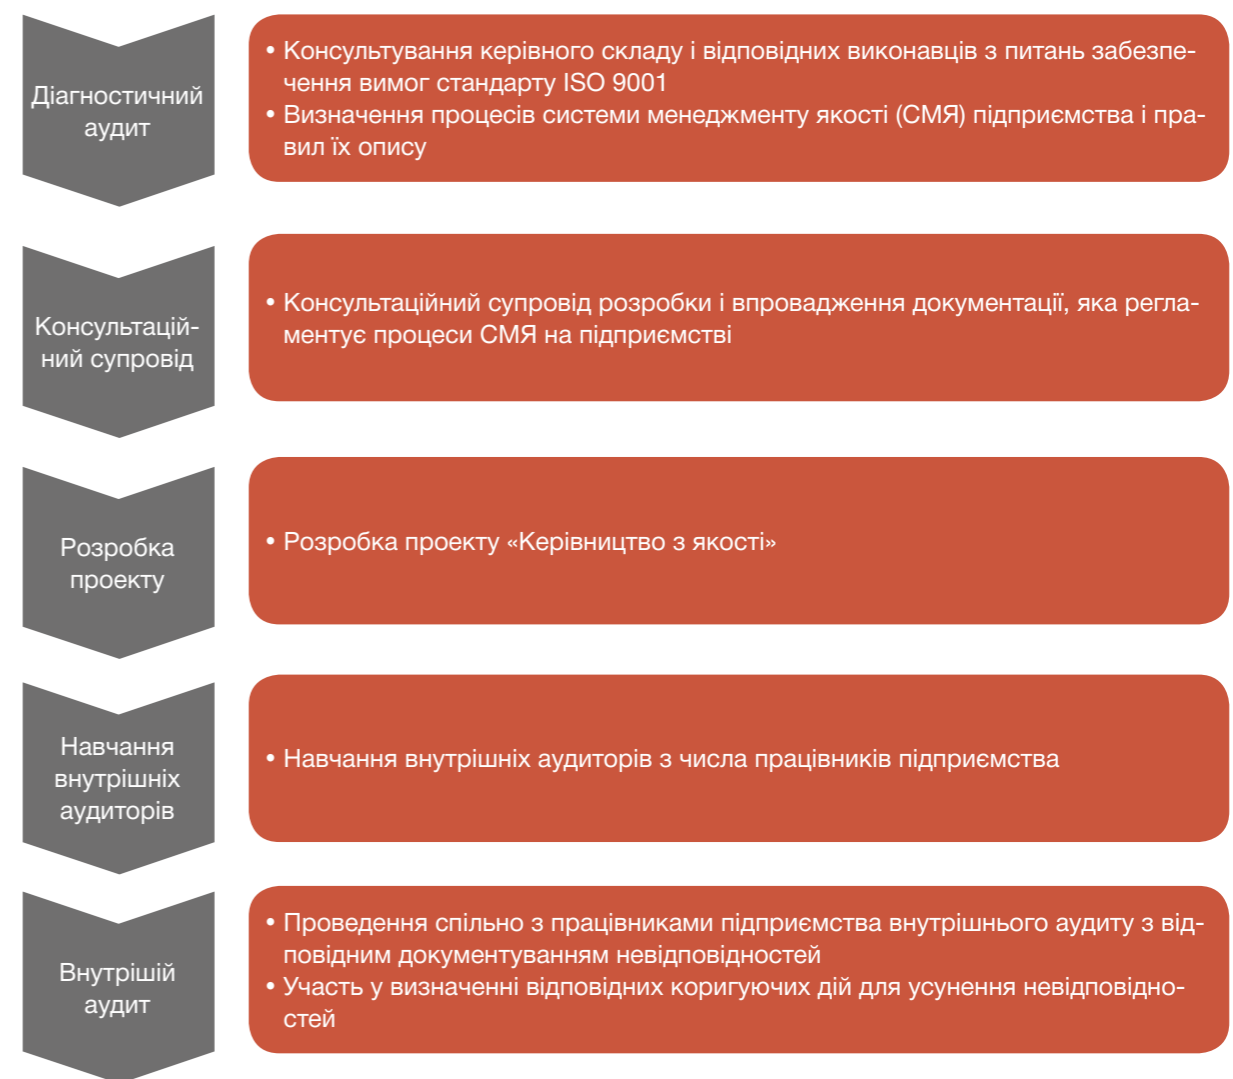 Діагностичний
аудит
• Консультування керівного складу і відповідних виконавців з питань забезпе-
чення вимог стандарту ISO 9001
• Визначення процесів системи менеджменту якості (СМЯ) підприємства і пра-
вил їх опису
Консультацій-
ний супровід
• Консультаційний супровід розробки і впровадження документації, яка регла-
ментує процеси СМЯ на підприємстві
Розробка
проекту
• Розробка проекту «Керівництво з якості»
Навчання
внутрішніх
аудиторів
• Навчання внутрішніх аудиторів з числа працівників підприємства
Внутрішій
аудит
• Проведення спільно з працівниками підприємства внутрішнього аудиту з від-
повідним документуванням невідповідностей
• Участь у визначенні відповідних коригуючих дій для усунення невідповідно-
стей